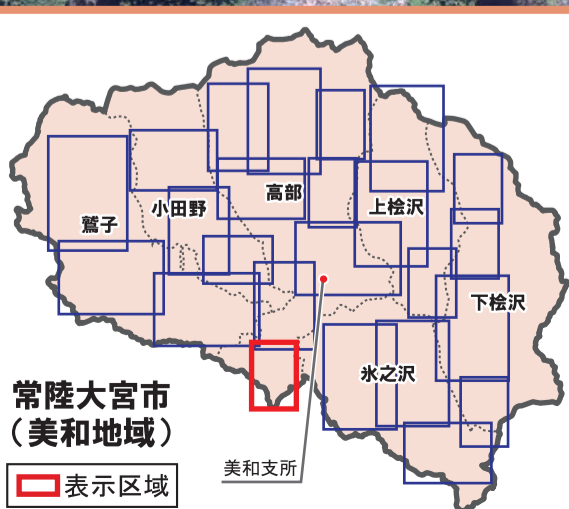 高部
上桧沢
小田野
鷲子
下桧沢
氷之沢
常陸大宮市
（美和地域）
美和支所
表示区域